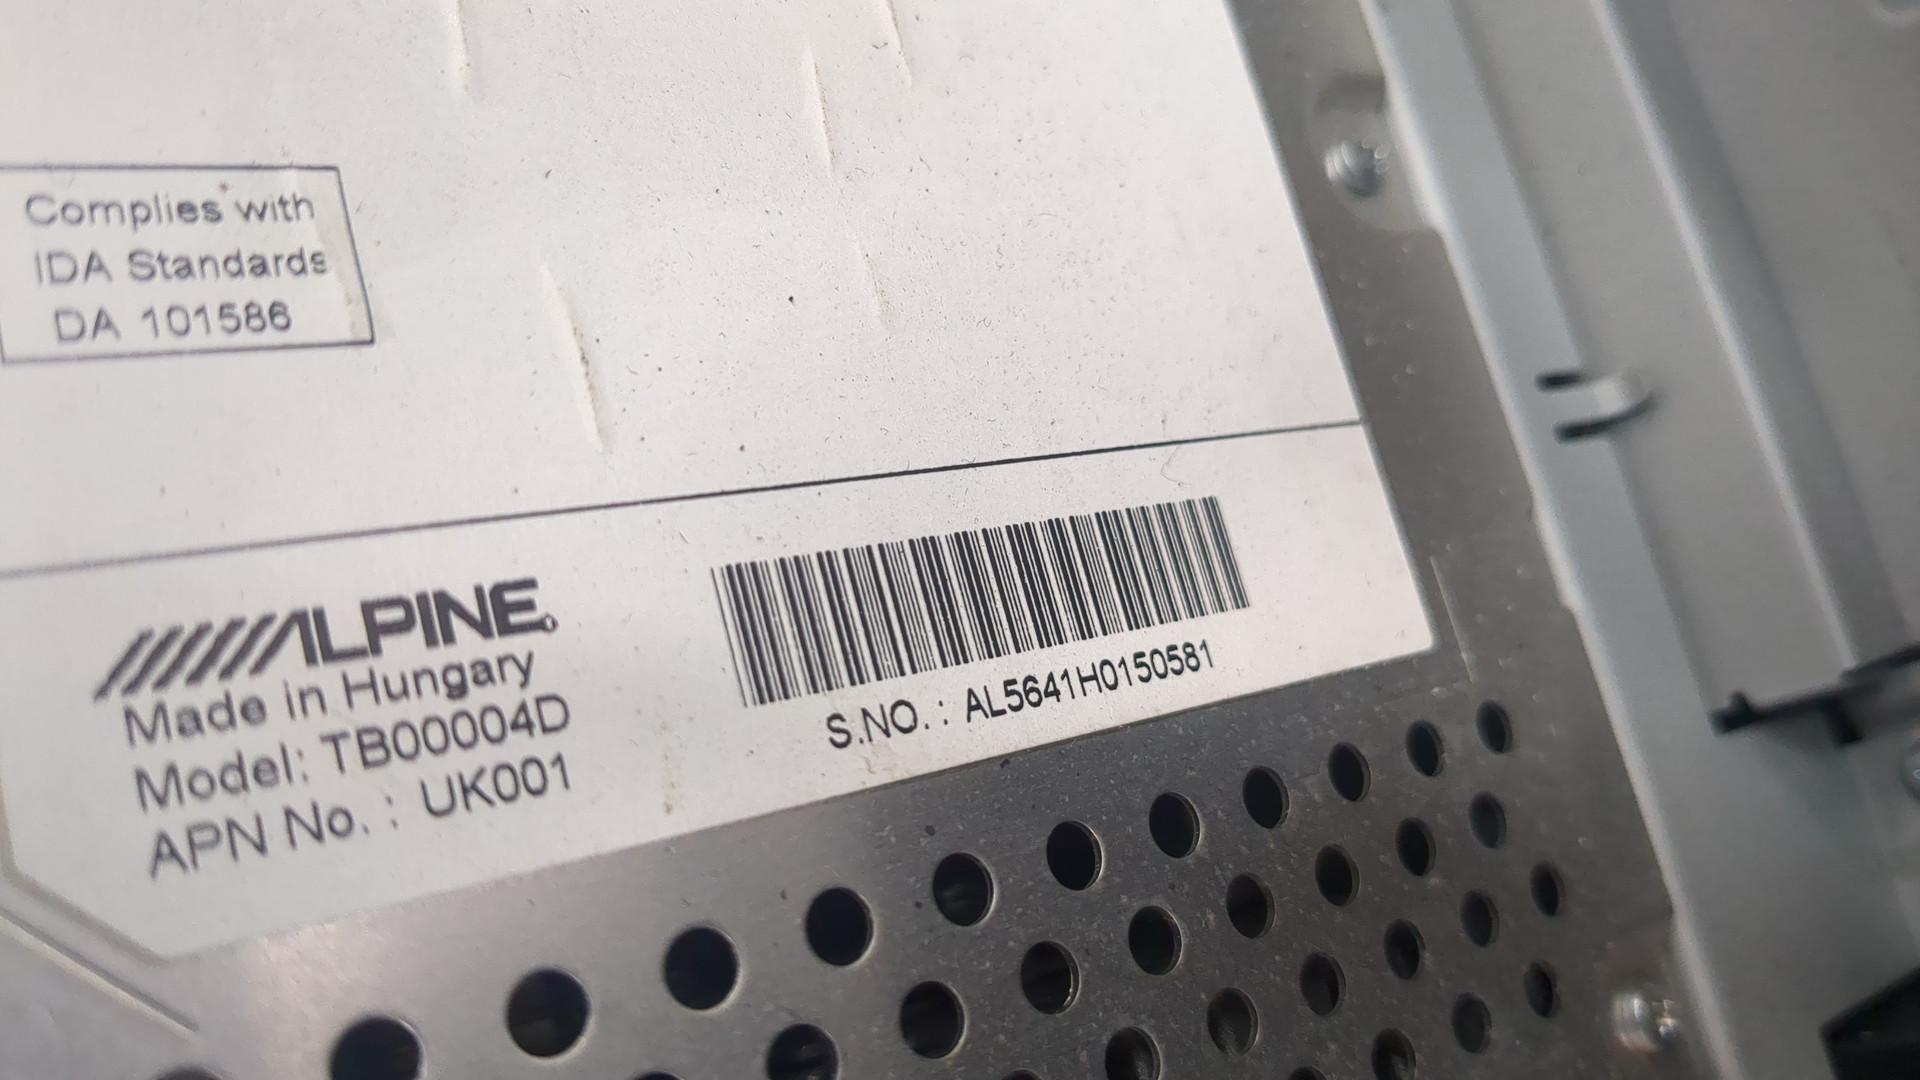 Complies with
IDA Standards
DA 101586
ALPINE
Made in Hungary
Model: TB00004D
APN No. : UK001
S.NO. : AL5641H0150581